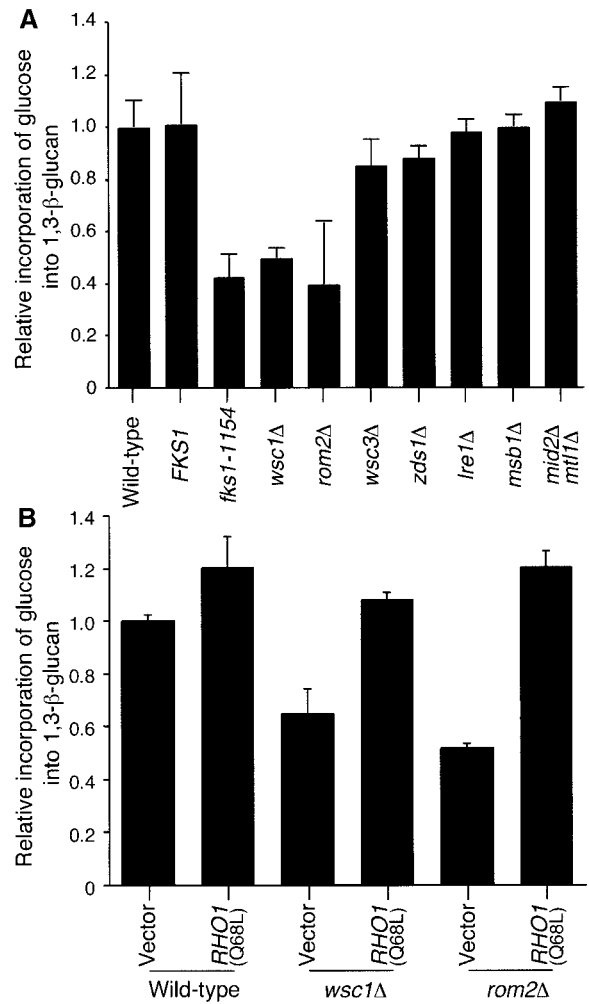 A
Relative incorporation of glucose
into 1,3-β-glucan
1.4
1.2
1.0
0.8
0.6
0.4
0.2
0
Wild-type
FKS1
fks1-1154
wsc1Δ
rom2Δ
wsc3Δ
zds1Δ
lre1Δ
msb1Δ
mid2Δ
mtl1Δ
B
Relative incorporation of glucose
into 1,3-β-glucan
1.4
1.2
1.0
0.8
0.6
0.4
0.2
0
Vector
RHO1
(Q68L)
Vector
RHO1
(Q68L)
Vector
RHO1
(Q68L)
Wild-type
wsc1Δ
rom2Δ